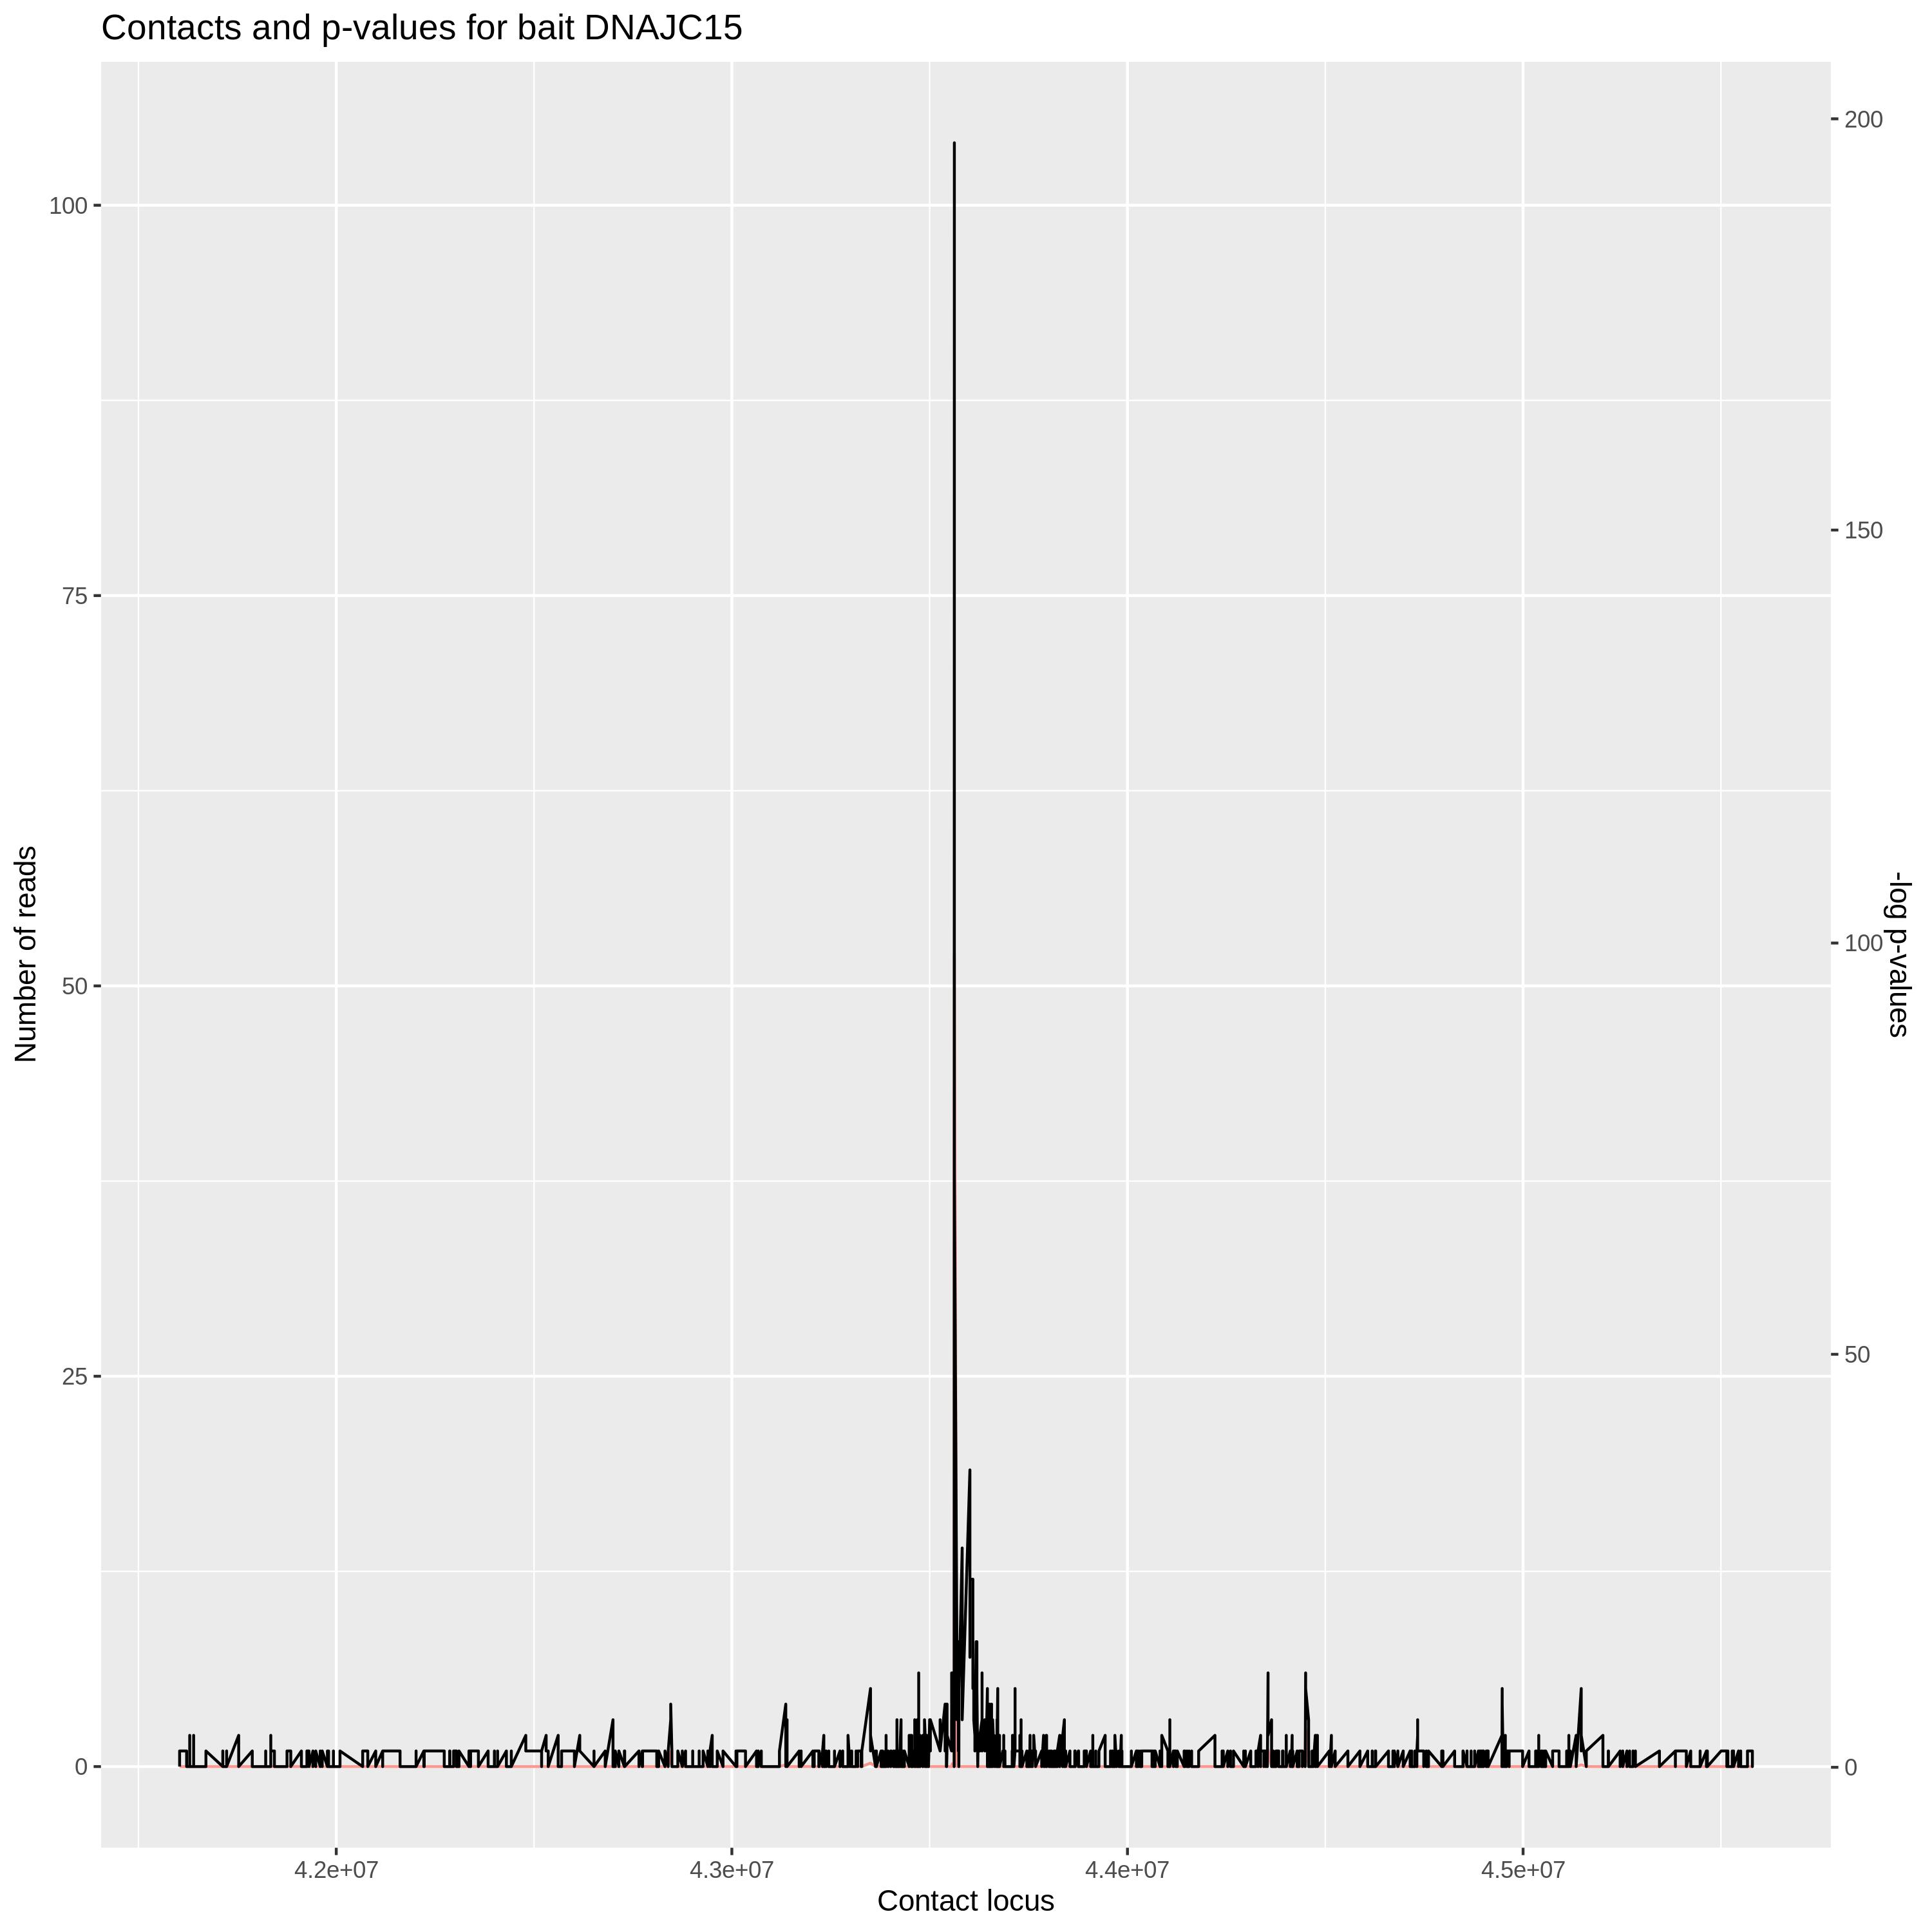 Contacts and p-values for bait DNAJC15
200
100
150
75
Number of reads
-log p-values
100
50
50
25
0
0
4.2e+07
4.3e+07
4.4e+07
4.5e+07
Contact locus